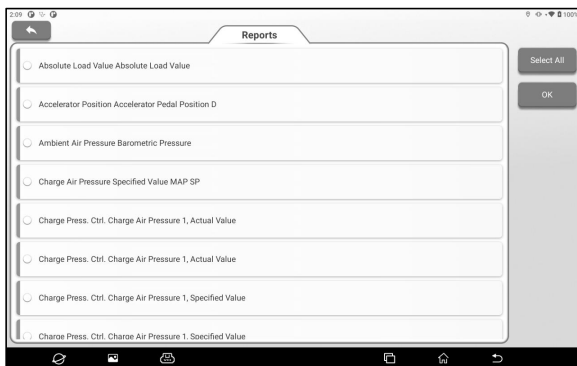 2:09
100%
Reports
Absolute Load Value Absolute Load Value
Select All
Accelerator Position Accelerator Pedal Position D
OK
Ambient Air Pressure Barometric Pressure
Charge Air Pressure Specified Value MAP SP
Charge Press. Ctrl. Charge Air Pressure 1, Actual Value
Charge Press. Ctrl. Charge Air Pressure 1, Actual Value
Charge Press. Ctrl. Charge Air Pressure 1, Specified Value
Charge Press. Ctrl. Charge Air Pressure 1. Specified Value